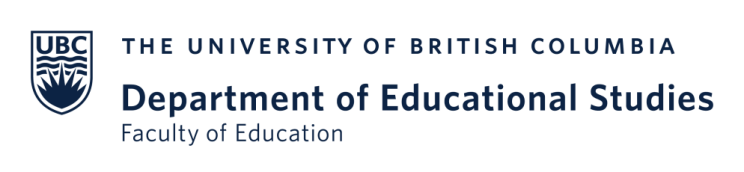 UBC
THE UNIVERSITY OF BRITISH COLUMBIA
Department of Educational Studies
Faculty of Education